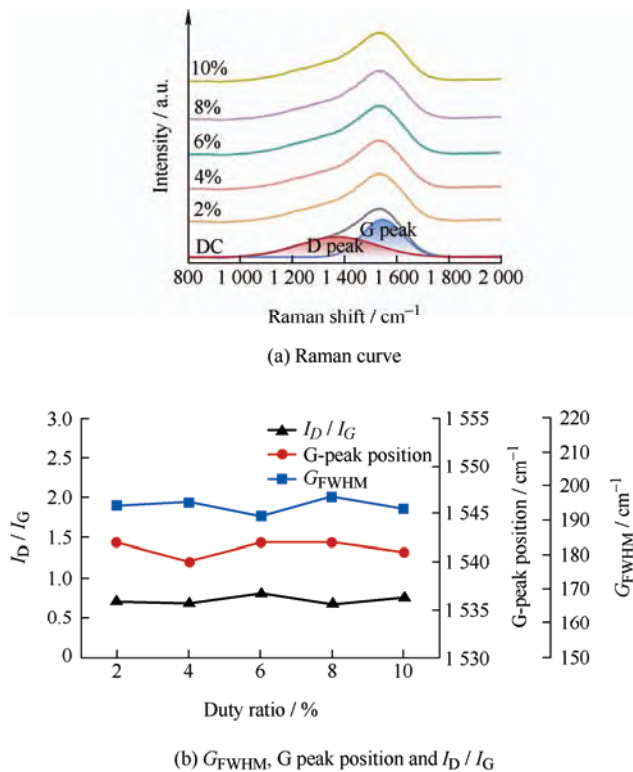 10%
8%
6%
4%
2%
DC
G peak
D peak
Intensity / a.u.
800 1 000 1 200 1 400 1 600 1 800 2 000
Raman shift / cm−1
(a) Raman curve
3.0
2.5
2.0
1.5
1.0
0.5
0
I_D / I_G
I_D / I_G
G-peak position
G_FWHM
1 555
1 550
1 545
1 540
1 535
1 530
G-peak position / cm−1
220
210
200
190
180
170
160
150
G_FWHM / cm−1
2 4 6 8 10
Duty ratio / %
(b) G_FWHM, G peak position and I_D / I_G